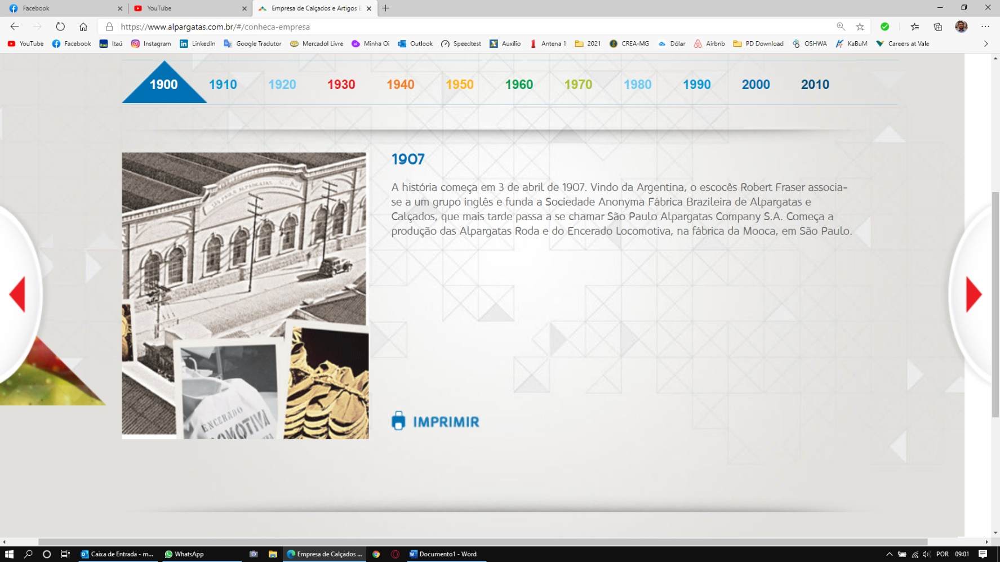 Facebook
YouTube
Empresa de Calçados e Artigos E
https://www.alpargatas.com.br/#/conheca-empresa
YouTube Facebook Itaú Instagram LinkedIn Google Tradutor Mercadol Livre Minha Oi Outlook Speedtest Auxílio Antena 1 2021 CREA-MG Dólar Airbnb PD Download OSHWA KaBuM Careers at Vale
1900 1910 1920 1930 1940 1950 1960 1970 1980 1990 2000 2010
1907
A história começa em 3 de abril de 1907. Vindo da Argentina, o escocês Robert Fraser associa-
se a um grupo inglês e funda a Sociedade Anonyma Fábrica Brazileira de Alpargatas e
Calçados, que mais tarde passa a se chamar São Paulo Alpargatas Company S.A. Começa a
produção das Alpargatas Roda e do Encerado Locomotiva, na fábrica da Mooca, em São Paulo.
SÃO PAULO ALPARGATAS S.A.
ENCERADO
LOCOMOTIVA
IMPRIMIR
Caixa de Entrada - m...
WhatsApp
Empresa de Calçados ...
Documento1 - Word
POR
09:01